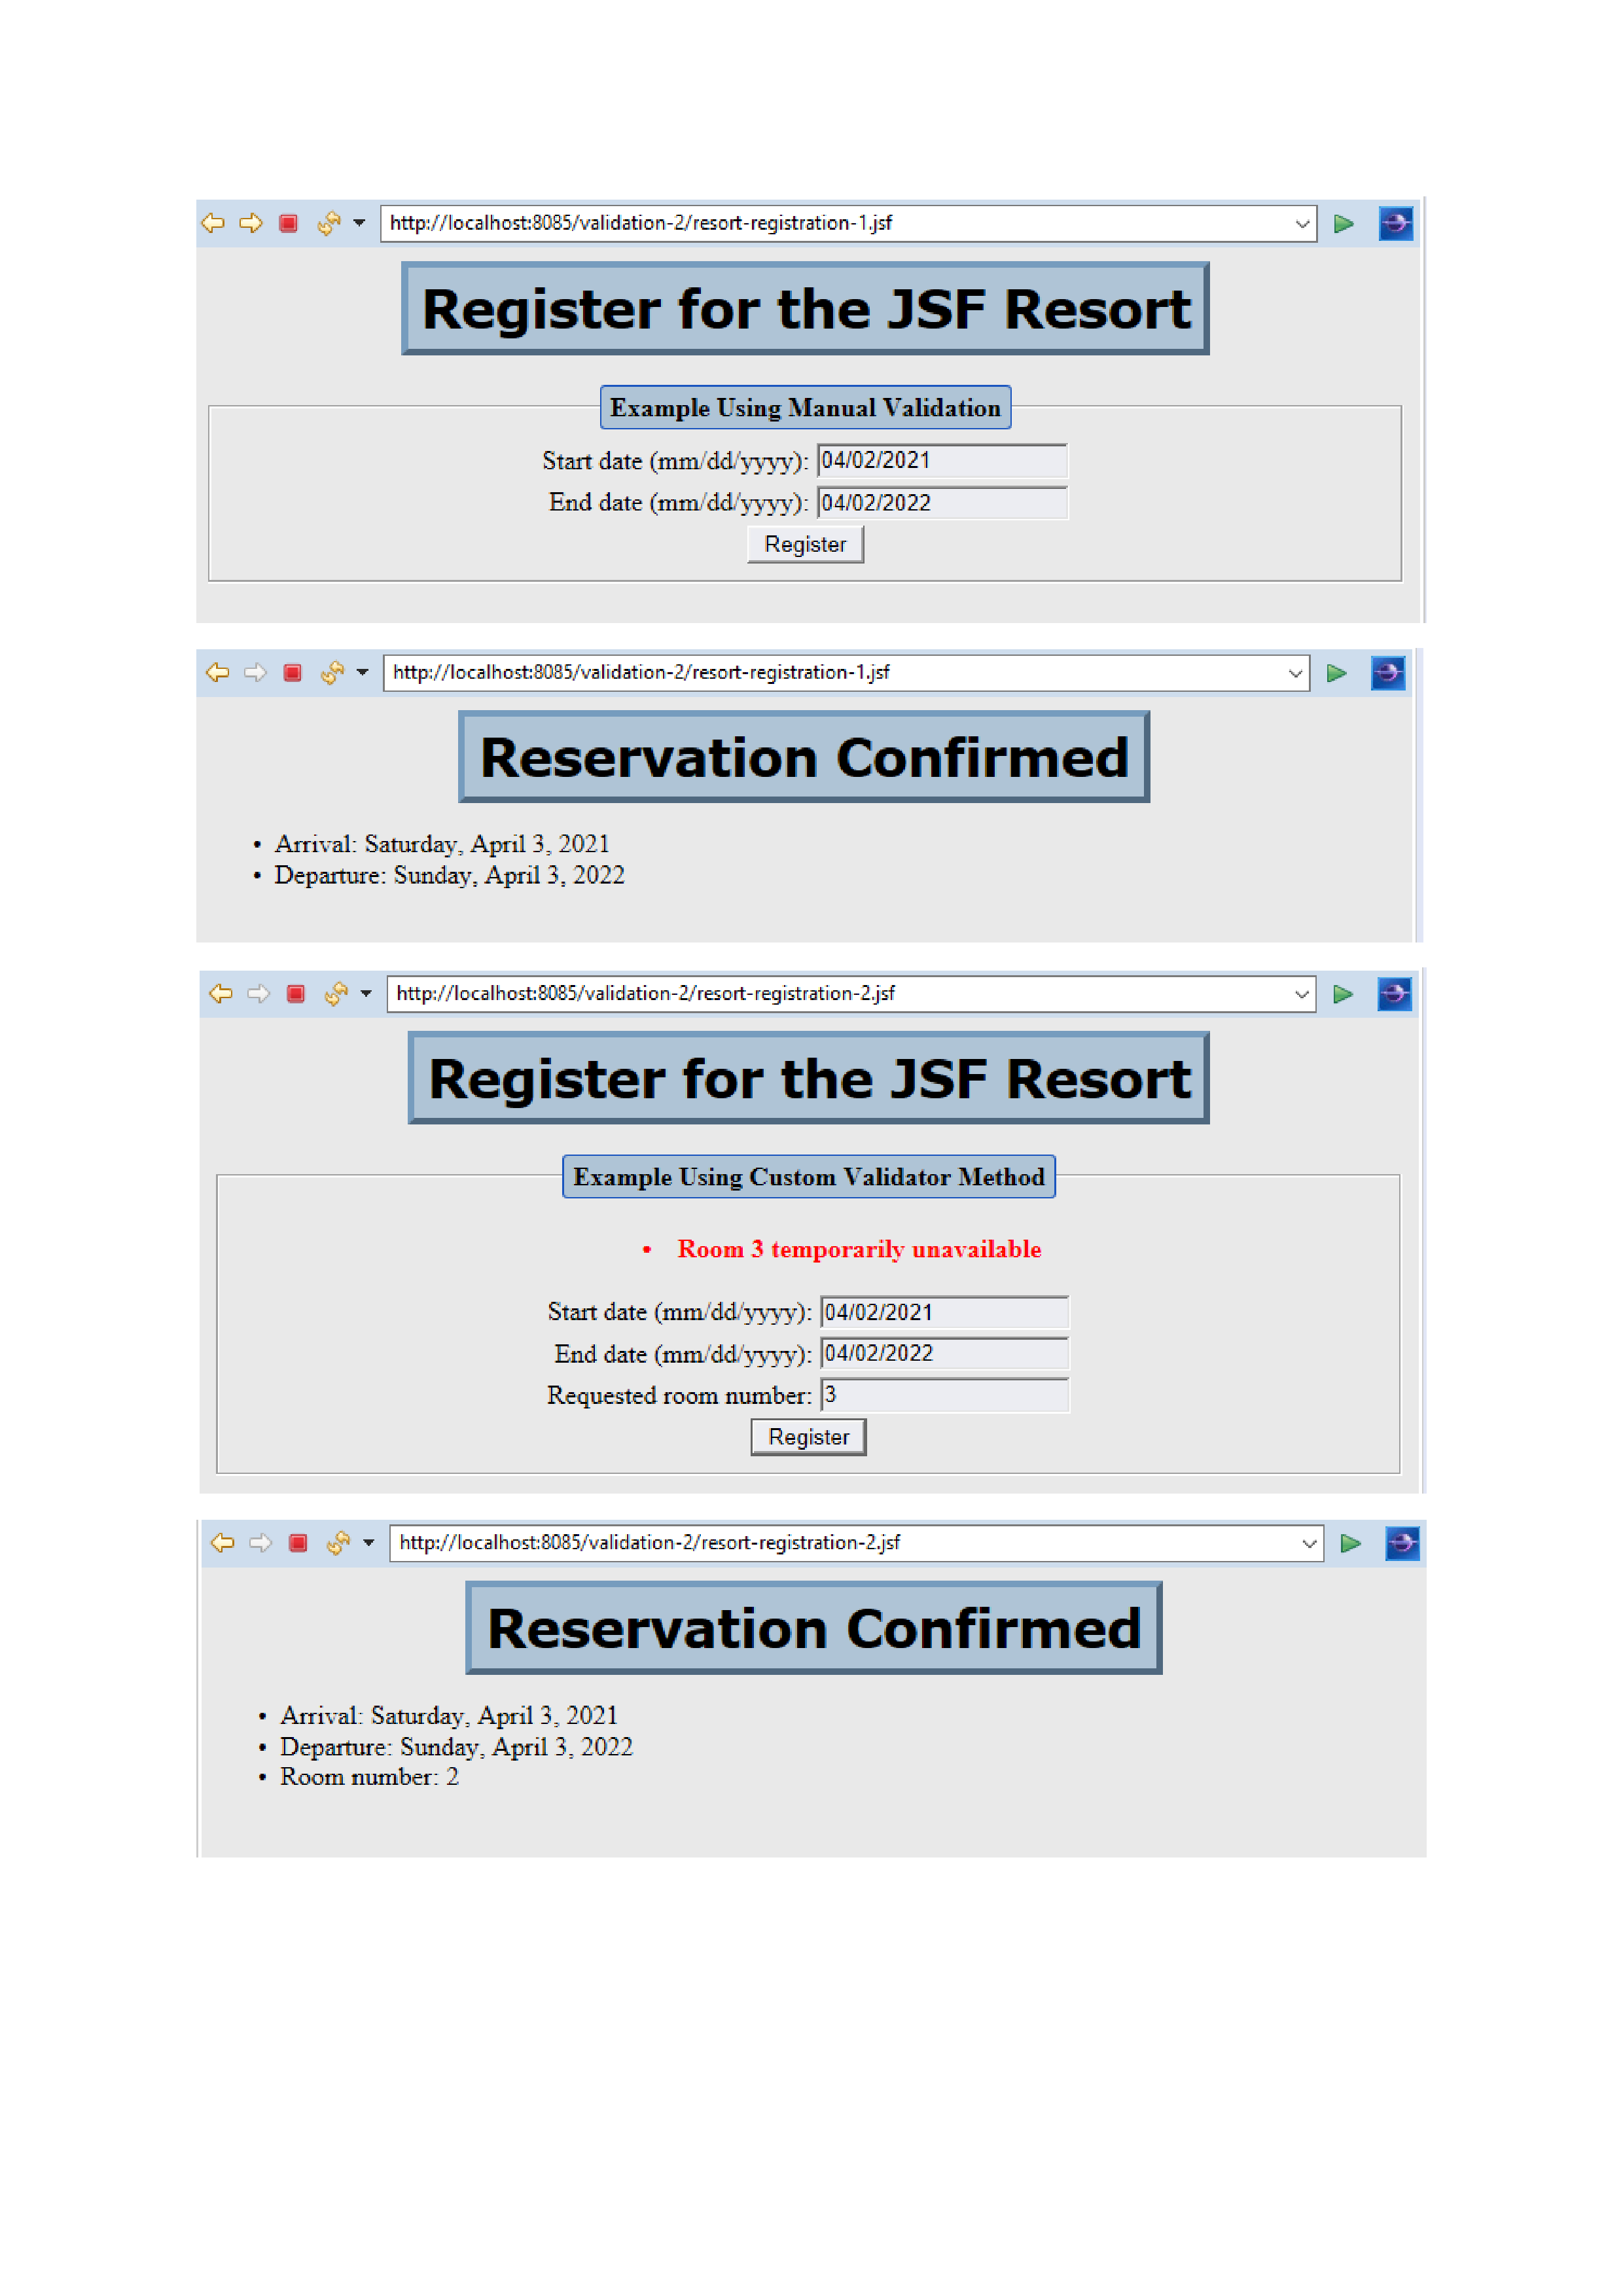 http://localhost:8085/validation-2/resort-registration-1.jsf
Register for the JSF Resort
Example Using Manual Validation
Start date (mm/dd/yyyy): 04/02/2021
End date (mm/dd/yyyy): 04/02/2022
Register
http://localhost:8085/validation-2/resort-registration-1.jsf
Reservation Confirmed
• Arrival: Saturday, April 3, 2021
• Departure: Sunday, April 3, 2022
http://localhost:8085/validation-2/resort-registration-2.jsf
Register for the JSF Resort
Example Using Custom Validator Method
• Room 3 temporarily unavailable
Start date (mm/dd/yyyy): 04/02/2021
End date (mm/dd/yyyy): 04/02/2022
Requested room number: 3
Register
http://localhost:8085/validation-2/resort-registration-2.jsf
Reservation Confirmed
• Arrival: Saturday, April 3, 2021
• Departure: Sunday, April 3, 2022
• Room number: 2